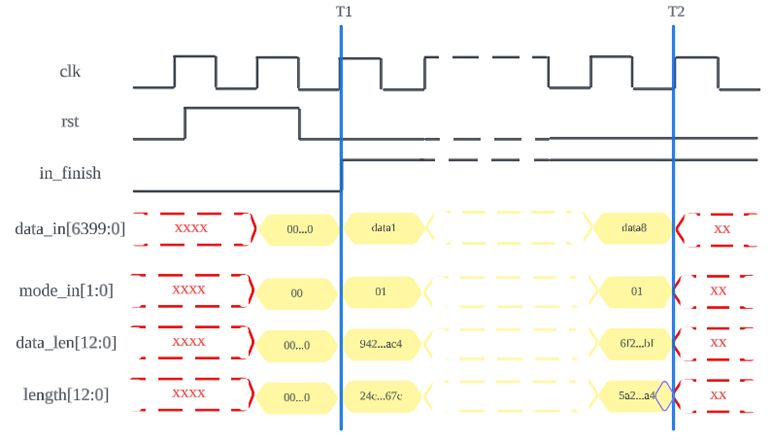 T1 T2
clk
rst
in_finish
data_in[6399:0] XXXX 00...0 data1 data8 XX
mode_in[1:0] XXXX 00 01 01 XX
data_len[12:0] XXXX 00...0 942...ac4 6f2...bf XX
length[12:0] XXXX 00...0 24c...67c 5a2...a4 XX